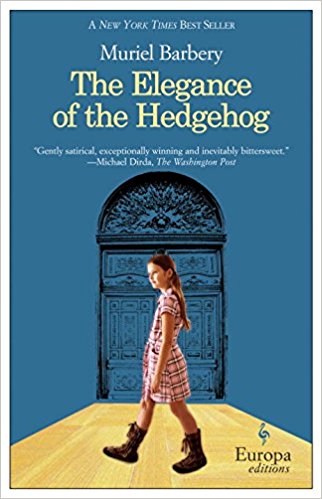 A NEW YORK TIMES BEST SELLER
Muriel Barbery
The Elegance
of the Hedgehog
“Gently satirical, exceptionally winning and inevitably bittersweet.”
—Michael Dirda, The Washington Post
Europa
editions